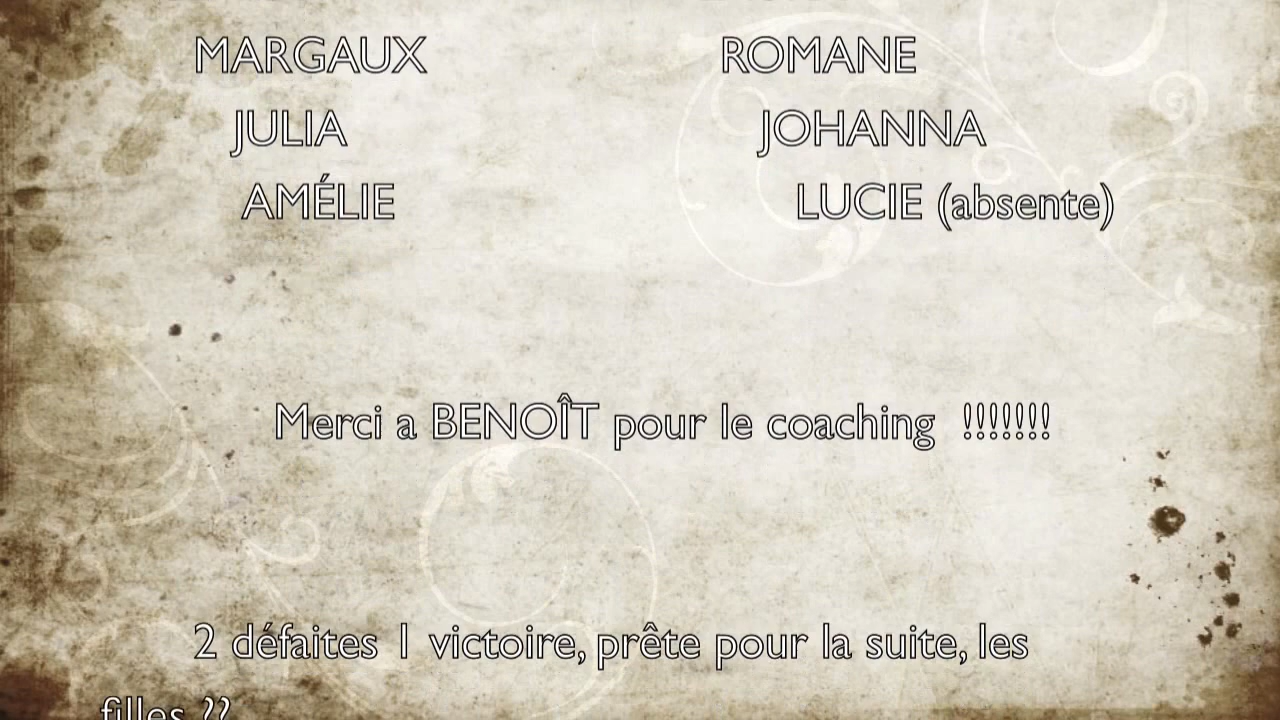 MARGAUX ROMANE
JULIA JOHANNA
AMÉLIE LUCIE (absente)
Merci a BENOÎT pour le coaching !!!!!!!
2 défaites 1 victoire, prête pour la suite, les
filles ??